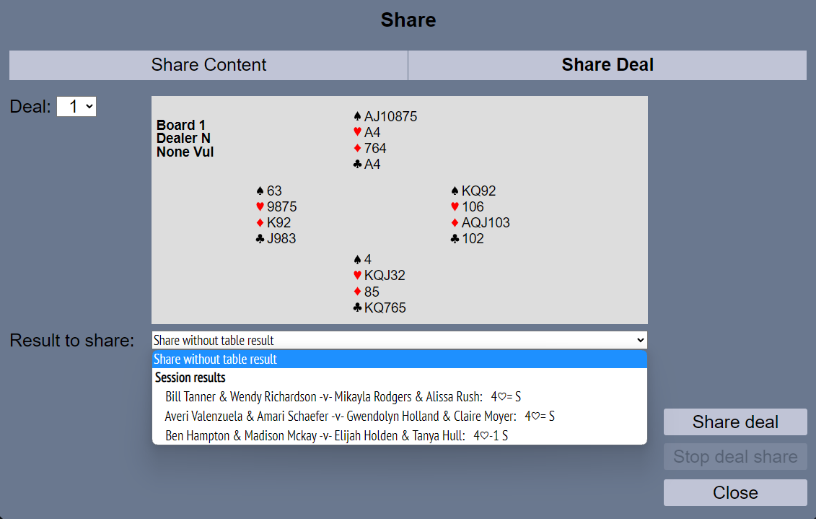 Share
Share Content Share Deal
Deal: 1
Board 1
Dealer N
None Vul
♠ AJ10875
♥ A4
♦ 764
♣ A4
♠ 63
♥ 9875
♦ K92
♣ J983
♠ KQ92
♥ 106
♦ AQJ103
♣ 102
♠ 4
♥ KQJ32
♦ 85
♣ KQ765
Result to share: Share without table result
Share without table result
Session results
Bill Tanner & Wendy Richardson -v- Mikayla Rodgers & Alissa Rush: 4♡= S
Averi Valenzuela & Amari Schaefer -v- Gwendolyn Holland & Claire Moyer: 4♡= S
Ben Hampton & Madison Mckay -v- Elijah Holden & Tanya Hull: 4♡-1 S
Share deal
Stop deal share
Close